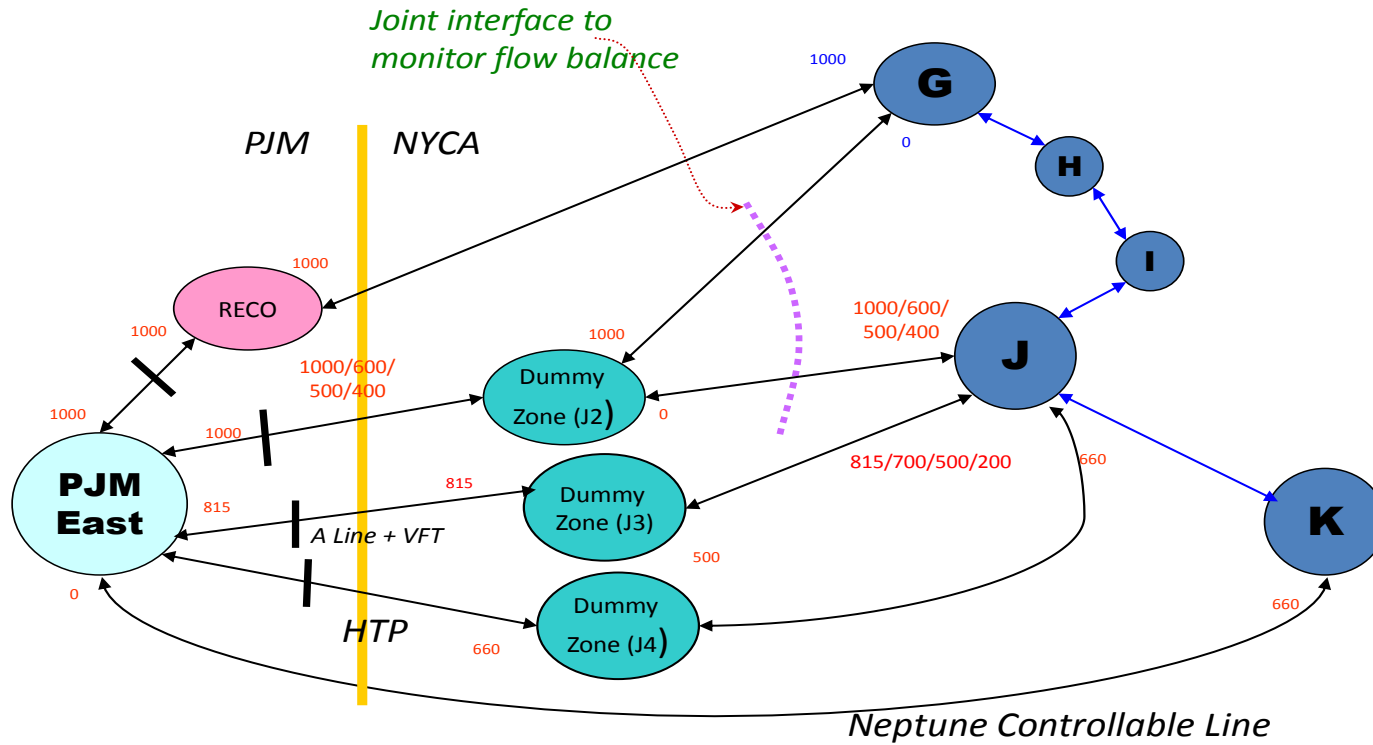 Joint interface to
monitor flow balance
1000
G
0
PJM
NYCA
H
I
1000
RECO
1000
1000/600/
500/400
1000
1000/600/
500/400
J
Dummy
Zone (J2)
0
1000
1000
PJM
East
815
815
A Line + VFT
Dummy
Zone (J3)
500
815/700/500/200
660
K
0
HTP
660
Dummy
Zone (J4)
660
Neptune Controllable Line